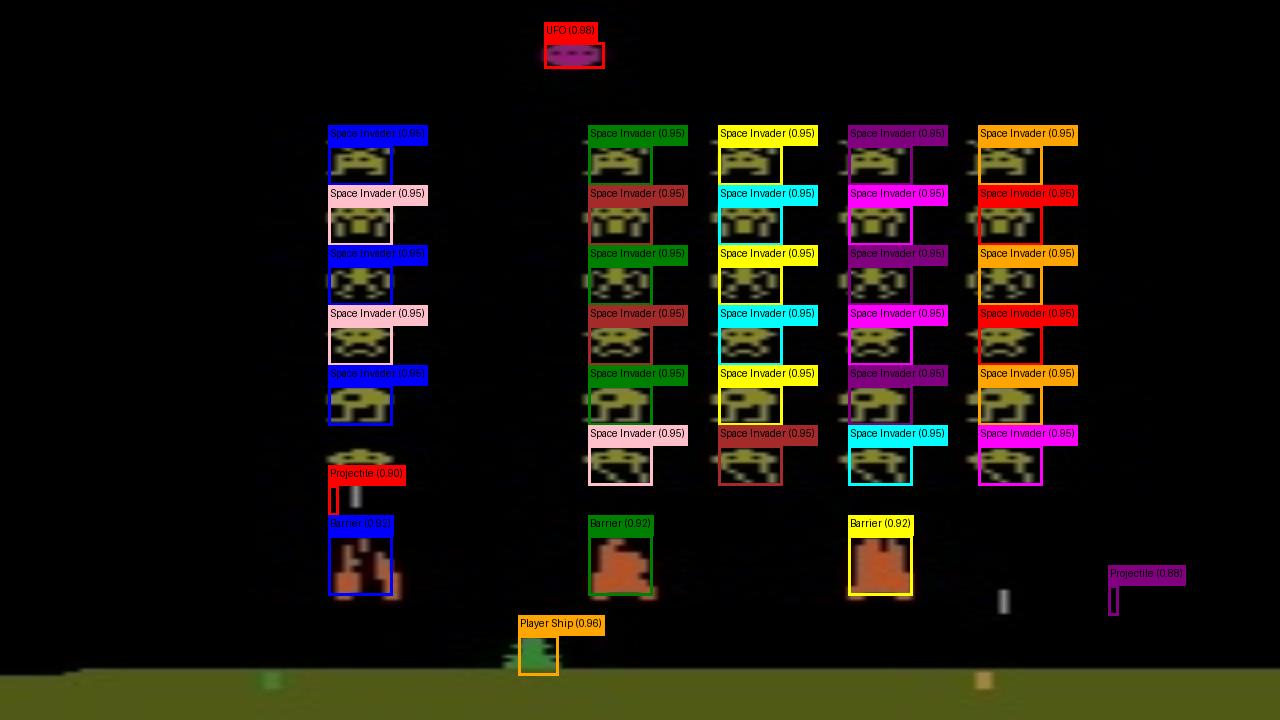 UFO (0.98)
Space Invader (0.95) Space Invader (0.95) Space Invader (0.95) Space Invader (0.95) Space Invader (0.95)
Space Invader (0.95) Space Invader (0.95) Space Invader (0.95) Space Invader (0.95) Space Invader (0.95)
Space Invader (0.95) Space Invader (0.95) Space Invader (0.95) Space Invader (0.95) Space Invader (0.95)
Space Invader (0.95) Space Invader (0.95) Space Invader (0.95) Space Invader (0.95) Space Invader (0.95)
Space Invader (0.95) Space Invader (0.95) Space Invader (0.95) Space Invader (0.95) Space Invader (0.95)
Space Invader (0.95) Space Invader (0.95) Space Invader (0.95) Space Invader (0.95)
Projectile (0.90)
Barrier (0.92) Barrier (0.92) Barrier (0.92)
Projectile (0.88)
Player Ship (0.96)